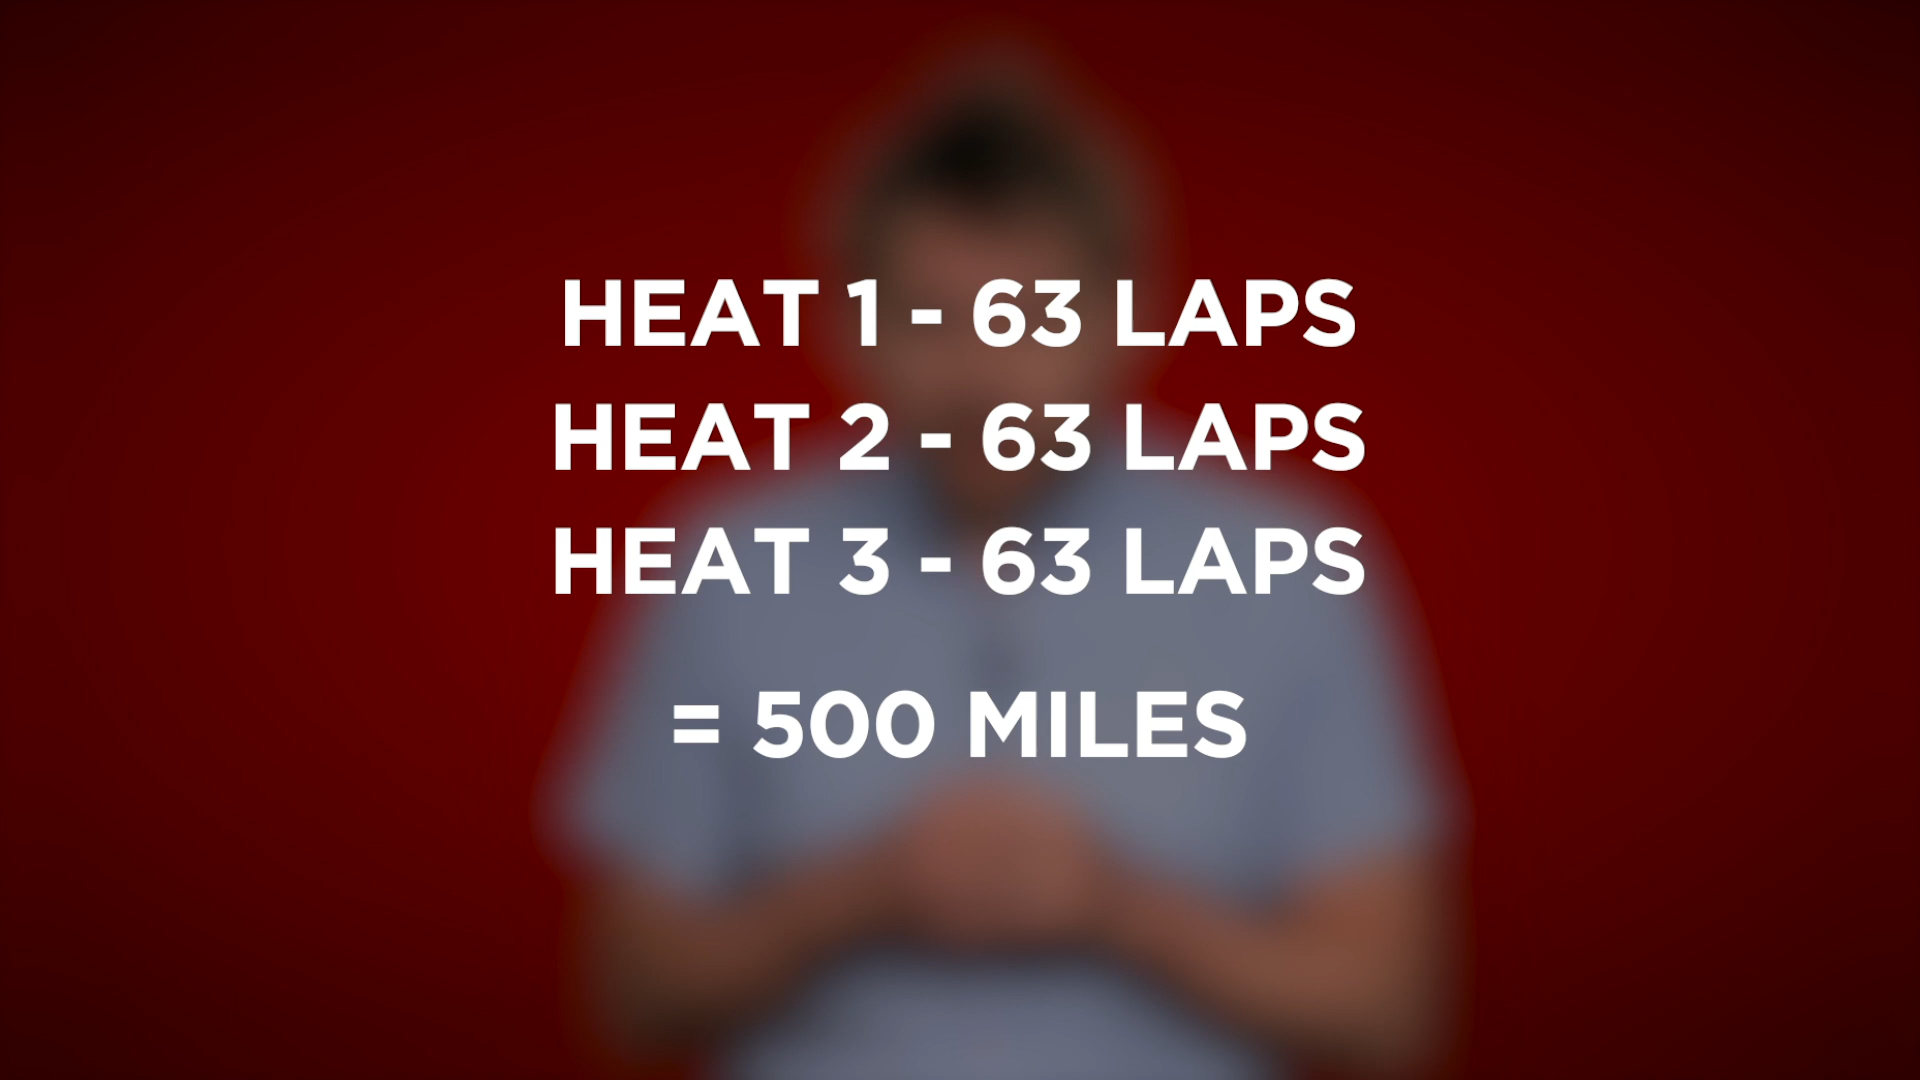 HEAT 1 - 63 LAPS
HEAT 2 - 63 LAPS
HEAT 3 - 63 LAPS
= 500 MILES